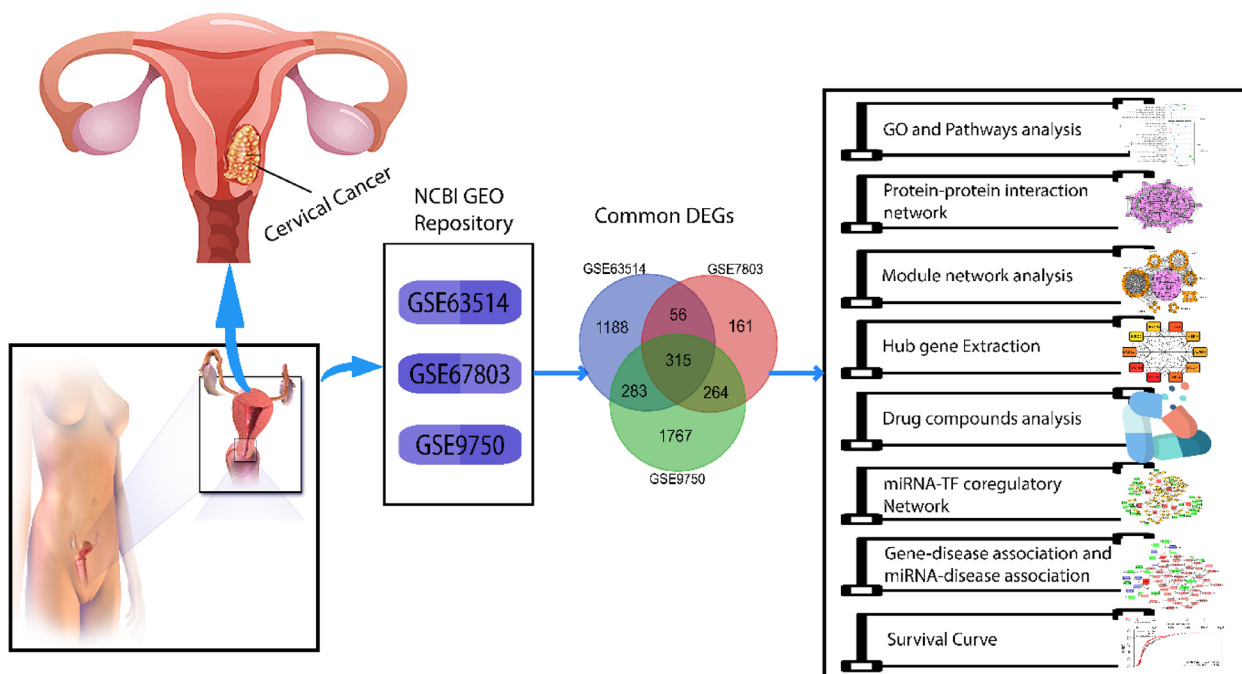 Cervical Cancer
NCBI GEO
Repository
GSE63514
GSE67803
GSE9750
Common DEGs
GSE63514
GSE7803
1188
56
161
315
283
264
1767
GSE9750
GO and Pathways analysis
Protein-protein interaction
network
Module network analysis
Hub gene Extraction
Drug compounds analysis
miRNA-TF coregulatory
Network
Gene-disease association and
miRNA-disease association
Survival Curve